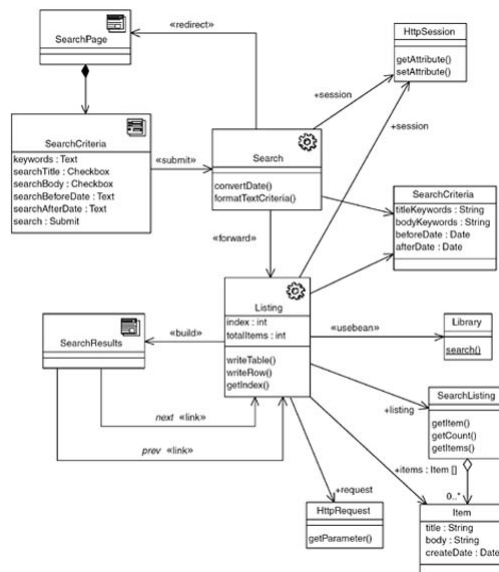 «redirect»
SearchPage
HttpSession
getAttribute()
setAttribute()
+session
+session
SearchCriteria
keywords : Text
searchTitle : Checkbox
searchBody : Checkbox
searchBeforeDate : Text
searchAfterDate : Text
search : Submit
«submit»
Search
convertDate()
formatTextCriteria()
SearchCriteria
titleKeywords : String
bodyKeywords : String
beforeDate : Date
afterDate : Date
«forward»
Listing
index : int
totalItems : int
writeTable()
writeRow()
getIndex()
«build»
SearchResults
«usebean»
Library
search()
next «link»
prev «link»
+listing
SearchListing
getItem()
getCount()
getItems()
+items : Item []
0..*
+request
HttpRequest
getParameter()
Item
title : String
body : String
createDate : Date